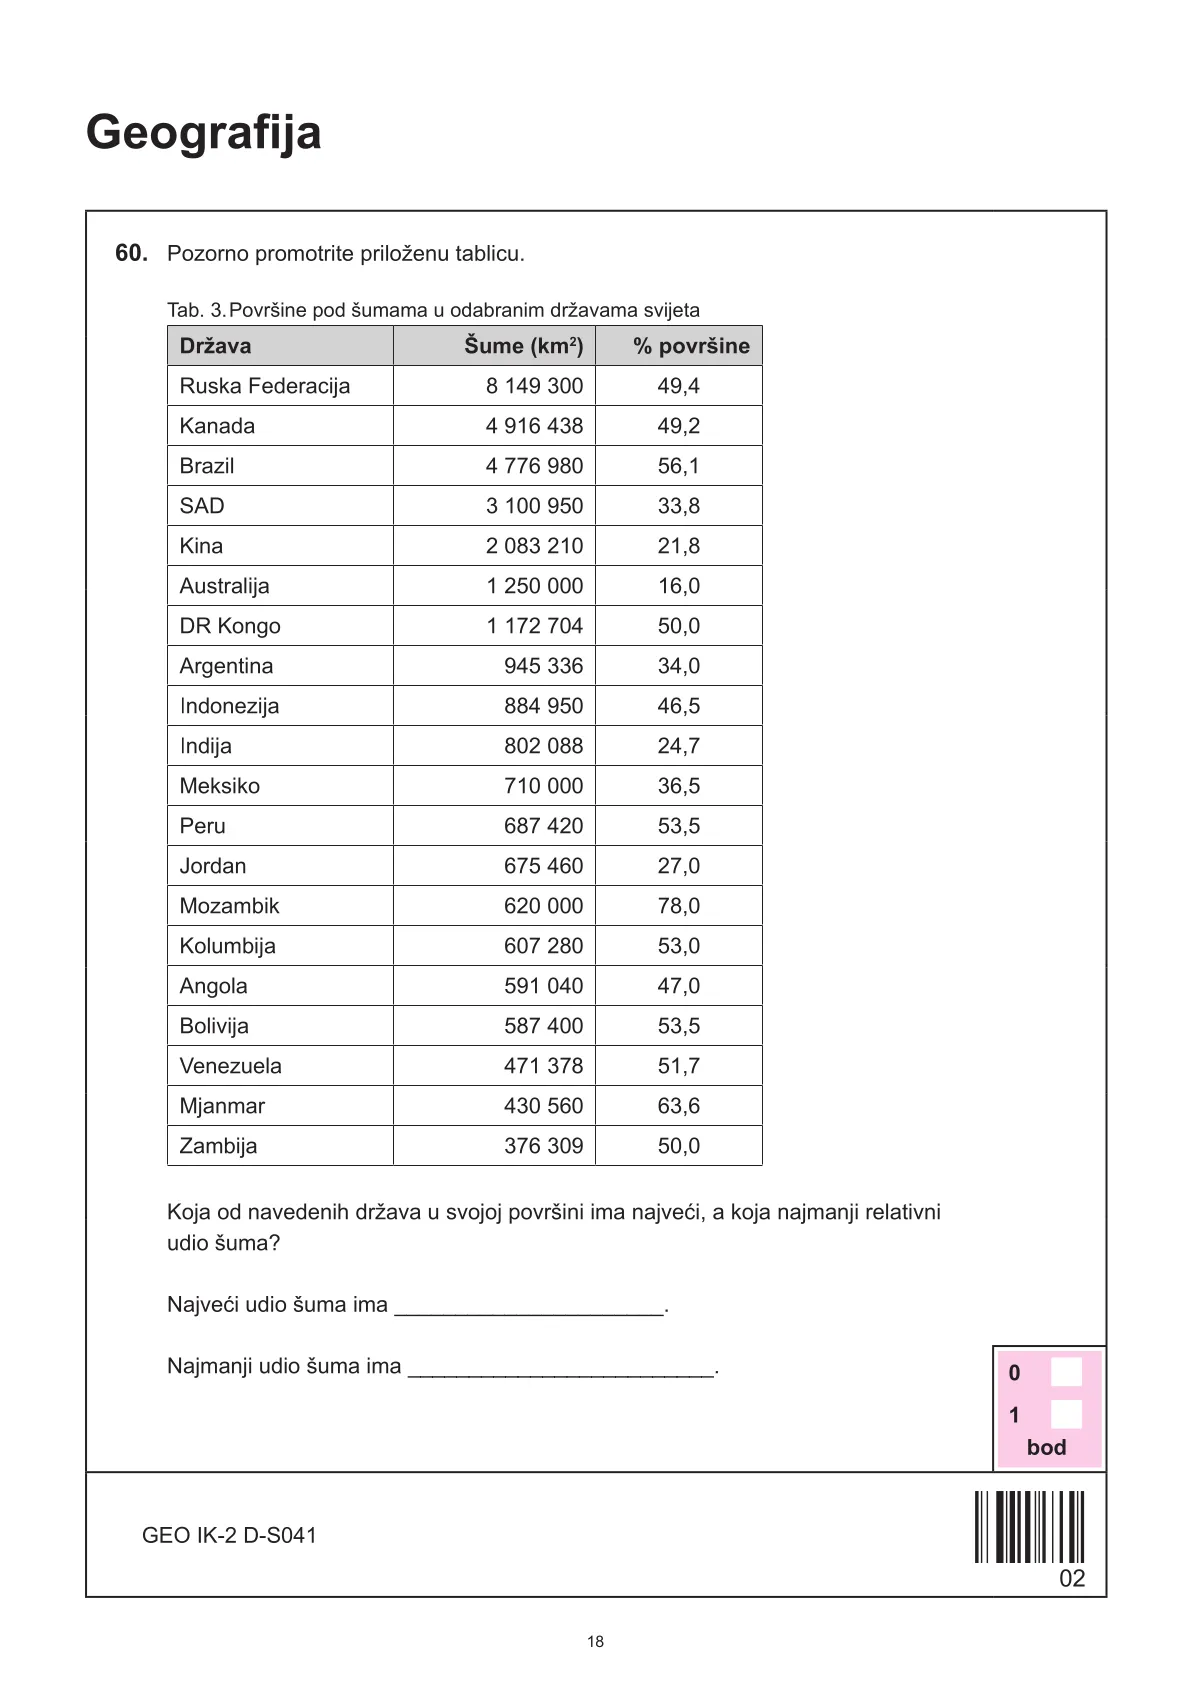 Geografija
60. Pozorno promotrite priloženu tablicu.
Tab. 3. Površine pod šumama u odabranim državama svijeta
Država Šume (km²) % površine
Ruska Federacija 8 149 300 49,4
Kanada 4 916 438 49,2
Brazil 4 776 980 56,1
SAD 3 100 950 33,8
Kina 2 083 210 21,8
Australija 1 250 000 16,0
DR Kongo 1 172 704 50,0
Argentina 945 336 34,0
Indonezija 884 950 46,5
Indija 802 088 24,7
Meksiko 710 000 36,5
Peru 687 420 53,5
Jordan 675 460 27,0
Mozambik 620 000 78,0
Kolumbija 607 280 53,0
Angola 591 040 47,0
Bolivija 587 400 53,5
Venezuela 471 378 51,7
Mjanmar 430 560 63,6
Zambija 376 309 50,0
Koja od navedenih država u svojoj površini ima najveći, a koja najmanji relativni
udio šuma?
Najveći udio šuma ima ______________________.
Najmanji udio šuma ima _________________________.
0
1
bod
GEO IK-2 D-S041
02
18